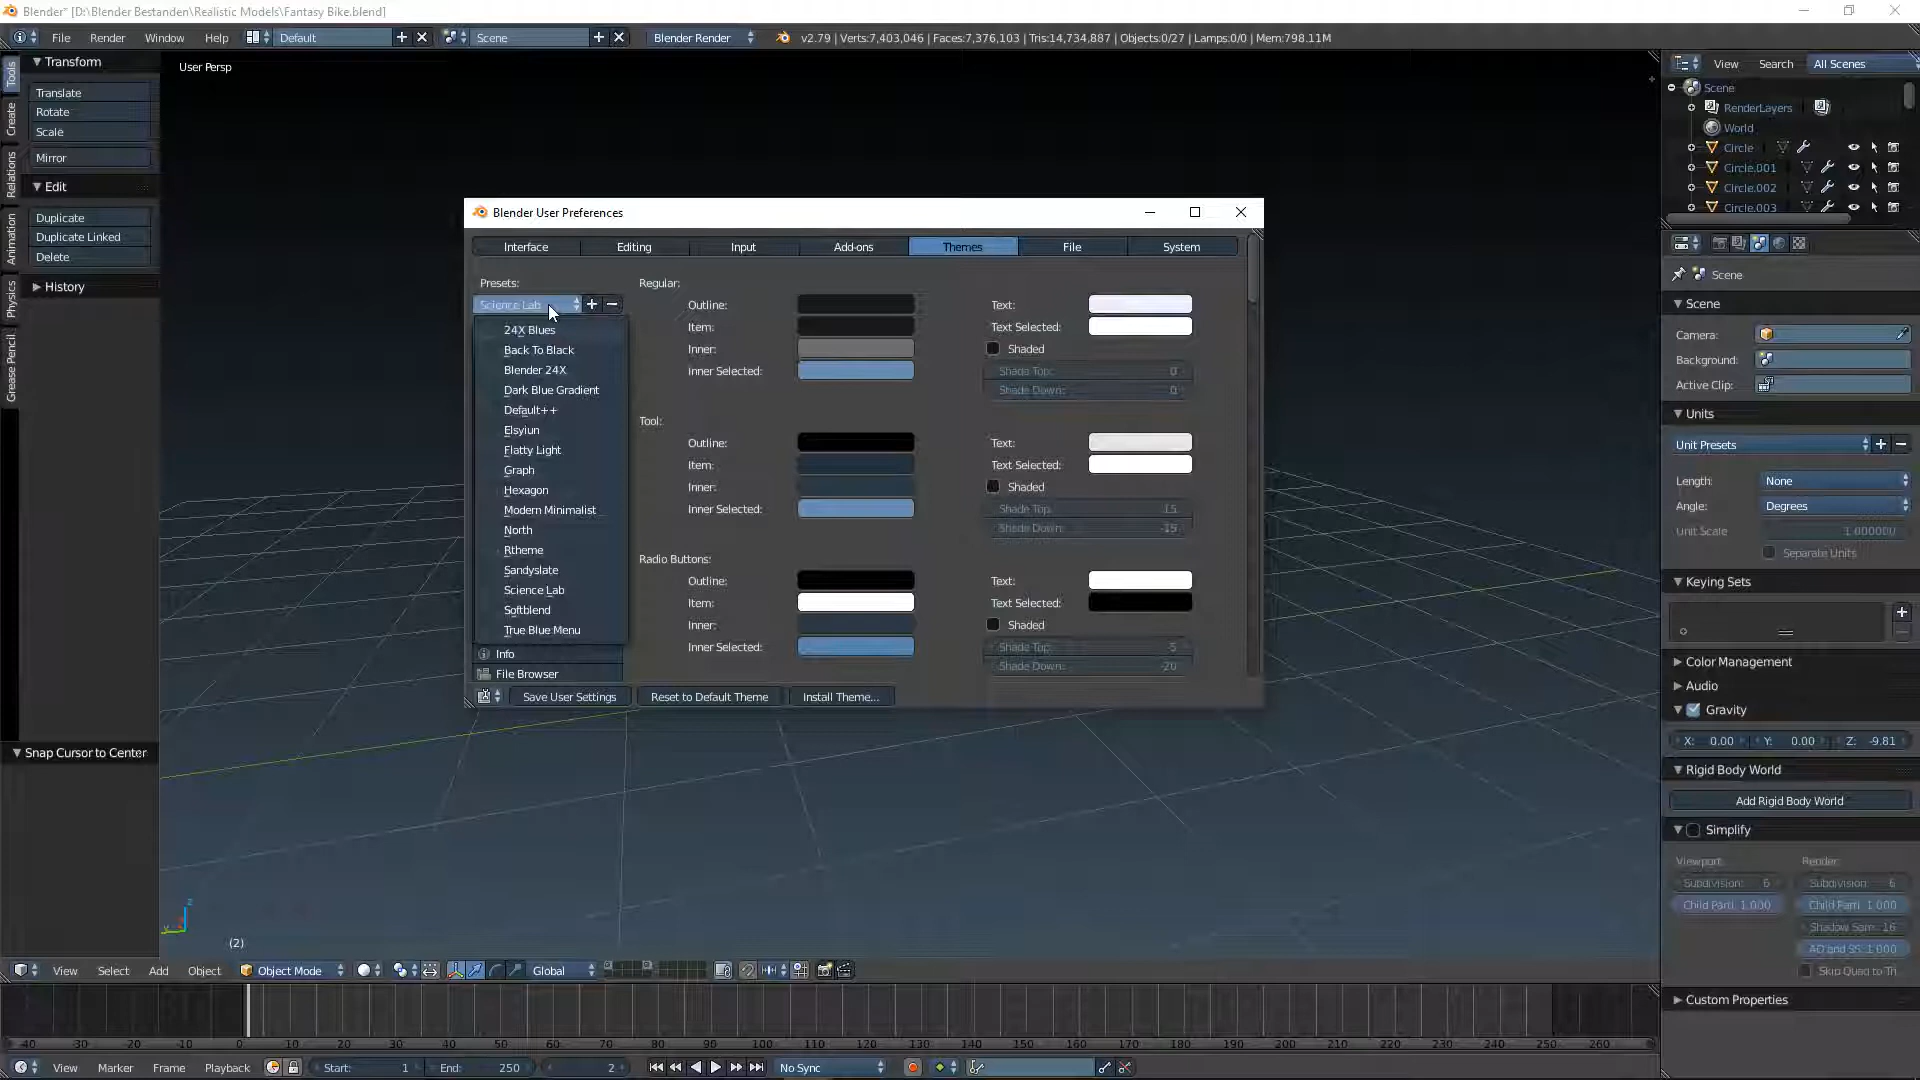 Blender* [D:\Blender Bestanden\Realistic Models\Fantasy Bike.blend]
File Render Window Help Default Scene Blender Render v2.79 | Verts:7,403,046 | Faces:7,376,103 | Tris:14,734,887 | Objects:0/27 | Lamps:0/0 | Mem:798.11M
Tools
Create
Relations
Animation
Physics
Grease Pencil
Transform
Translate
Rotate
Scale
Mirror
Edit
Duplicate
Duplicate Linked
Delete
History
Snap Cursor to Center
User Persp
Blender User Preferences
Interface Editing Input Add-ons Themes File System
Presets:
Science Lab
24X Blues
Back To Black
Blender 24X
Dark Blue Gradient
Default++
Elsyiun
Flatty Light
Graph
Hexagon
Modern Minimalist
North
Rtheme
Sandyslate
Science Lab
Softblend
True Blue Menu
Info
File Browser
Regular:
Outline: Text:
Item: Text Selected:
Inner: Shaded
Inner Selected: Shade Top: 0
Shade Down: 0
Tool:
Outline: Text:
Item: Text Selected:
Inner: Shaded
Inner Selected: Shade Top: 15
Shade Down: -15
Radio Buttons:
Outline: Text:
Item: Text Selected:
Inner: Shaded
Inner Selected: Shade Top: -5
Shade Down: -20
Save User Settings Reset to Default Theme Install Theme...
View Search All Scenes
Scene
RenderLayers
World
Circle
Circle.001
Circle.002
Circle.003
Scene
Scene
Camera:
Background:
Active Clip:
Units
Unit Presets
Length: None
Angle: Degrees
Unit Scale 1.000000
Separate Units
Keying Sets
Color Management
Audio
Gravity
X: 0.00 Y: 0.00 Z: -9.81
Rigid Body World
Add Rigid Body World
Simplify
Viewport: Render:
Subdivision: 6 Subdivision: 6
Child Parti: 1.000 Child Parti: 1.000
Shadow Sam: 16
AO and SS: 1.000
Skip Quad to Tri
Custom Properties
z
y
(2)
View Select Add Object Object Mode Global
-40 -30 -20 -10 0 10 20 30 40 50 60 70 80 90 100 110 120 130 140 150 160 170 180 190 200 210 220 230 240 250 260
View Marker Frame Playback Start: 1 End: 250 2 No Sync